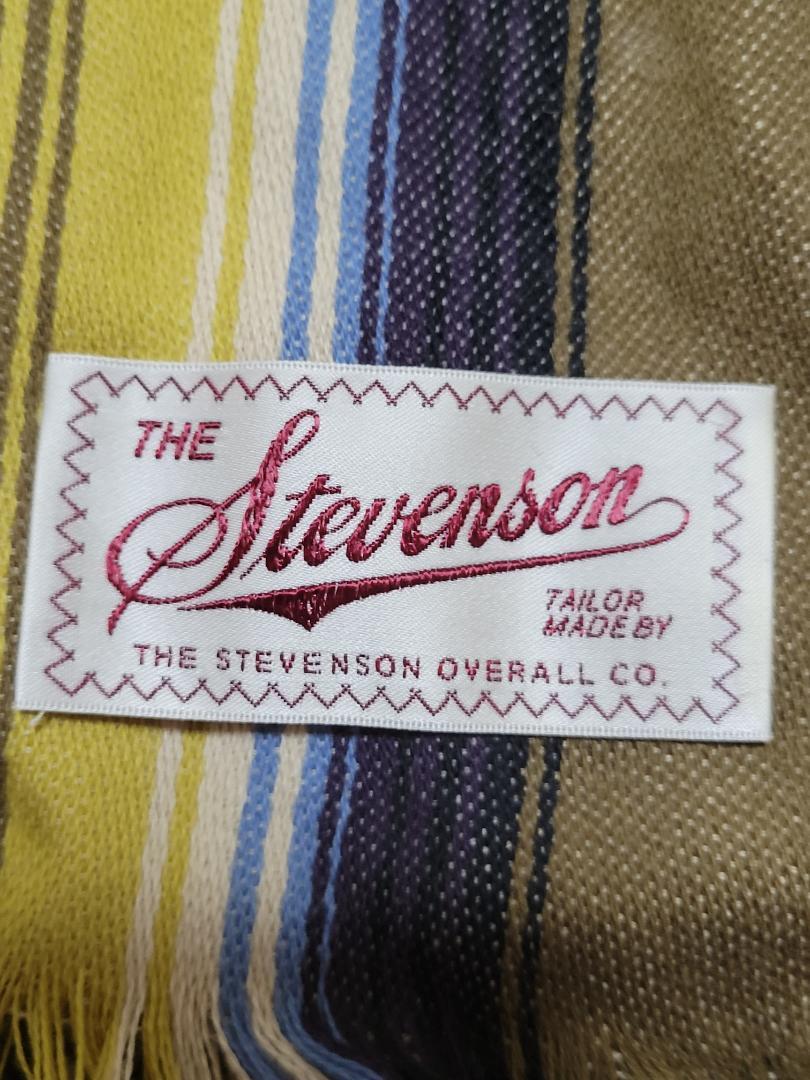 THE
Stevenson
TAILOR
MADE BY
THE STEVENSON OVERALL CO.